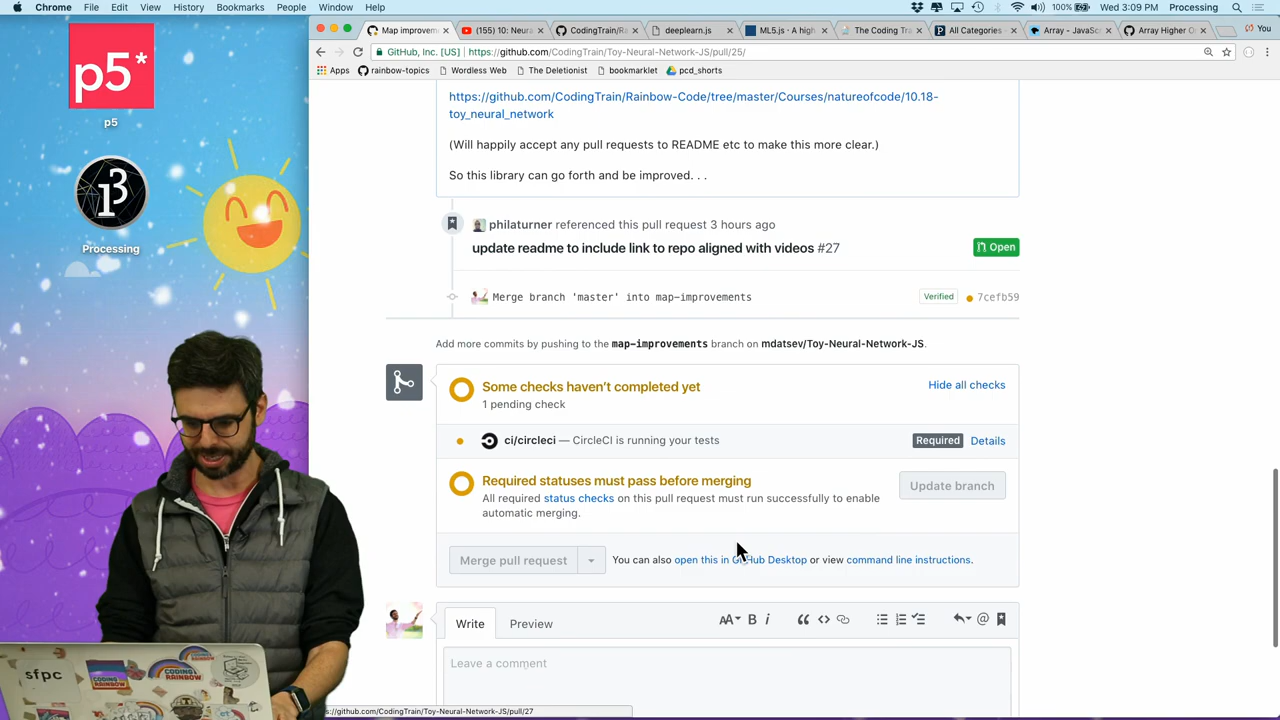 Chrome File Edit View History Bookmarks People Window Help 100% Wed 3:09 PM Processing
Map improvem (155) 10: Neura CodingTrain/Ra deeplearn.js ML5.js - A high The Coding Tra All Categories Array - JavaScr Array Higher O You
GitHub, Inc. [US] https://github.com/CodingTrain/Toy-Neural-Network-JS/pull/25/
Apps rainbow-topics Wordless Web The Deletionist bookmarklet pcd_shorts
p5*
p5
Processing
https://github.com/CodingTrain/Rainbow-Code/tree/master/Courses/natureofcode/10.18-
toy_neural_network
(Will happily accept any pull requests to README etc to make this more clear.)
So this library can go forth and be improved. . .
philaturner referenced this pull request 3 hours ago
update readme to include link to repo aligned with videos #27 Open
Merge branch 'master' into map-improvements Verified 7cefb59
Add more commits by pushing to the map-improvements branch on mdatsev/Toy-Neural-Network-JS.
Some checks haven't completed yet Hide all checks
1 pending check
ci/circleci — CircleCI is running your tests Required Details
Required statuses must pass before merging Update branch
All required status checks on this pull request must run successfully to enable
automatic merging.
Merge pull request You can also open this in GitHub Desktop or view command line instructions.
Write Preview AA B i
Leave a comment
https://github.com/CodingTrain/Toy-Neural-Network-JS/pull/27
sfpc
CODING
RAINBOW